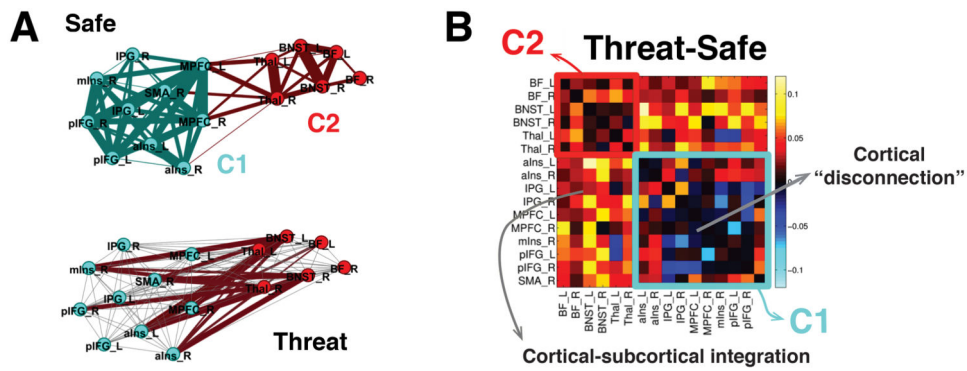 A
Safe
IPG_R
mIns_R
MPFC_L
SMA_R
IPG_L
pIFG_R
MPFC_R
aIns_L
pIFG_L
aIns_R
C1
BNST_L
Thal_L
BF_L
BF_R
BNST_R
Thal_R
C2
IPG_R
BNST_L
BF_L
Thal_L
MPFC_L
mIns_R
SMA_R
BNST_R
BF_R
Thal_R
IPG_L
pIFG_R
MPFC_R
aIns_L
pIFG_L
aIns_R
Threat
B
C2
Threat-Safe
BF_L
BF_R
BNST_L
BNST_R
Thal_L
Thal_R
aIns_L
aIns_R
IPG_L
IPG_R
MPFC_L
MPFC_R
mIns_R
pIFG_L
pIFG_R
SMA_R
BF_L
BF_R
BNST_L
BNST_R
Thal_L
Thal_R
aIns_L
aIns_R
IPG_L
IPG_R
MPFC_L
MPFC_R
mIns_R
pIFG_L
pIFG_R
0.1
0.05
0
-0.05
-0.1
Cortical
“disconnection”
C1
Cortical-subcortical integration